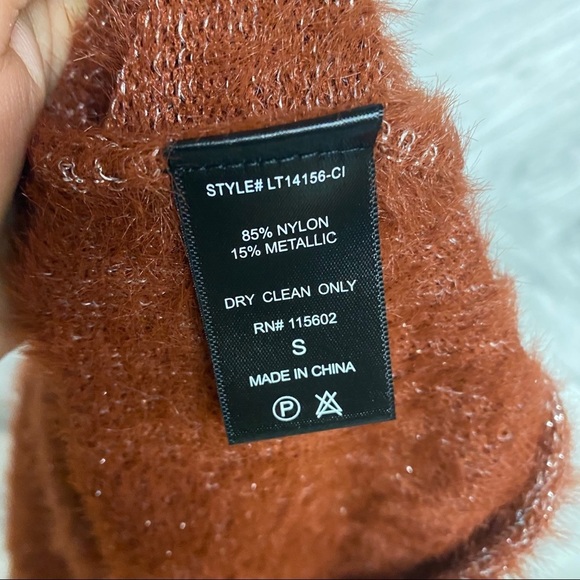 STYLE# LT14156-CI
85% NYLON
15% METALLIC
DRY CLEAN ONLY
RN# 115602
S
MADE IN CHINA
P